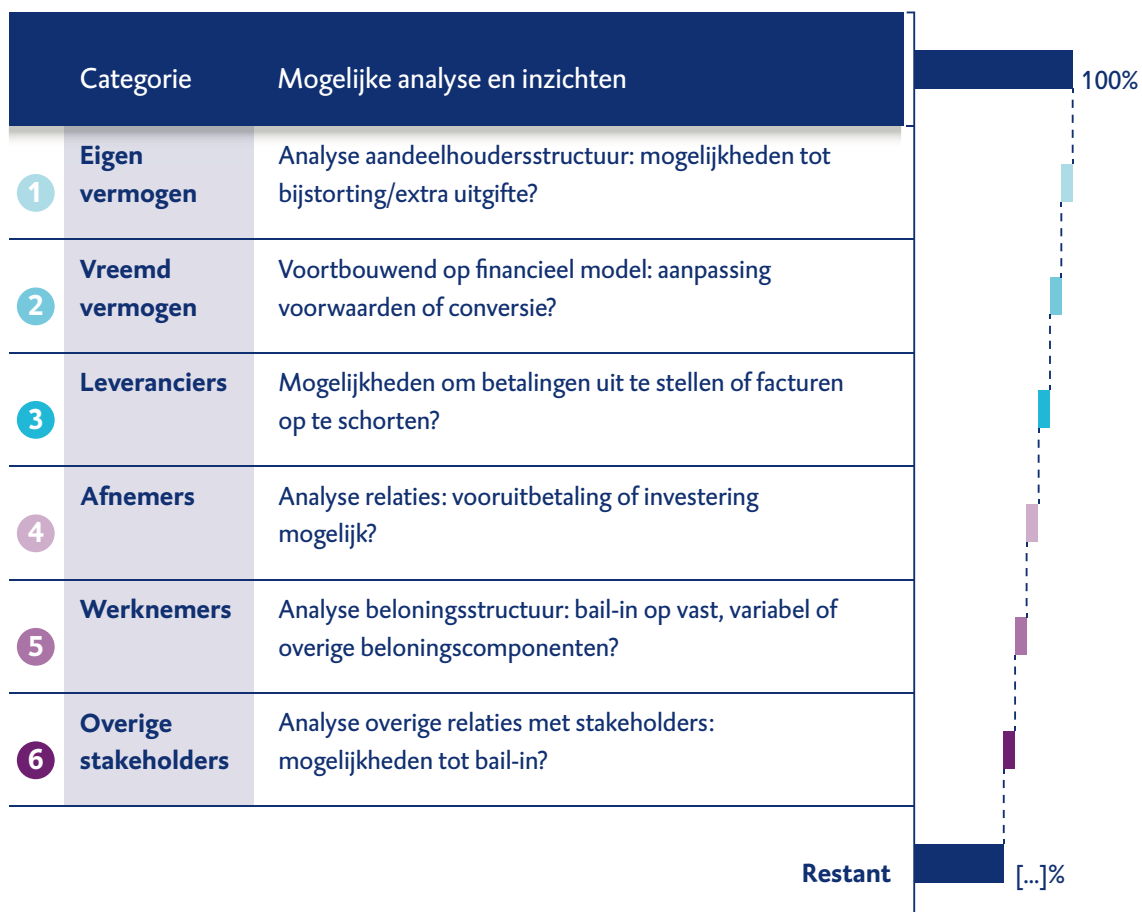 Categorie Mogelijke analyse en inzichten
100%
Eigen vermogen
Analyse aandeelhoudersstructuur: mogelijkheden tot
bijstorting/extra uitgifte?
1
Vreemd vermogen
Voortbouwend op financieel model: aanpassing
voorwaarden of conversie?
2
Leveranciers
Mogelijkheden om betalingen uit te stellen of facturen
op te schorten?
3
Afnemers
Analyse relaties: vooruitbetaling of investering
mogelijk?
4
Werknemers
Analyse beloningsstructuur: bail-in op vast, variabel of
overige beloningscomponenten?
5
Overige stakeholders
Analyse overige relaties met stakeholders:
mogelijkheden tot bail-in?
6
Restant
[...]%